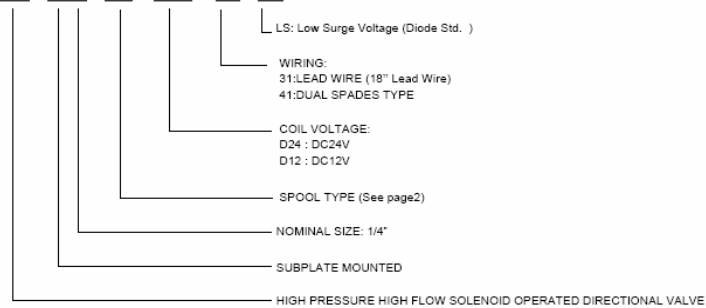 LS: Low Surge Voltage (Diode Std. )
WIRING:
31:LEAD WIRE (18" Lead Wire)
41:DUAL SPADES TYPE
COIL VOLTAGE:
D24 : DC24V
D12 : DC12V
SPOOL TYPE (See page2)
NOMINAL SIZE: 1/4"
SUBPLATE MOUNTED
HIGH PRESSURE HIGH FLOW SOLENOID OPERATED DIRECTIONAL VALVE